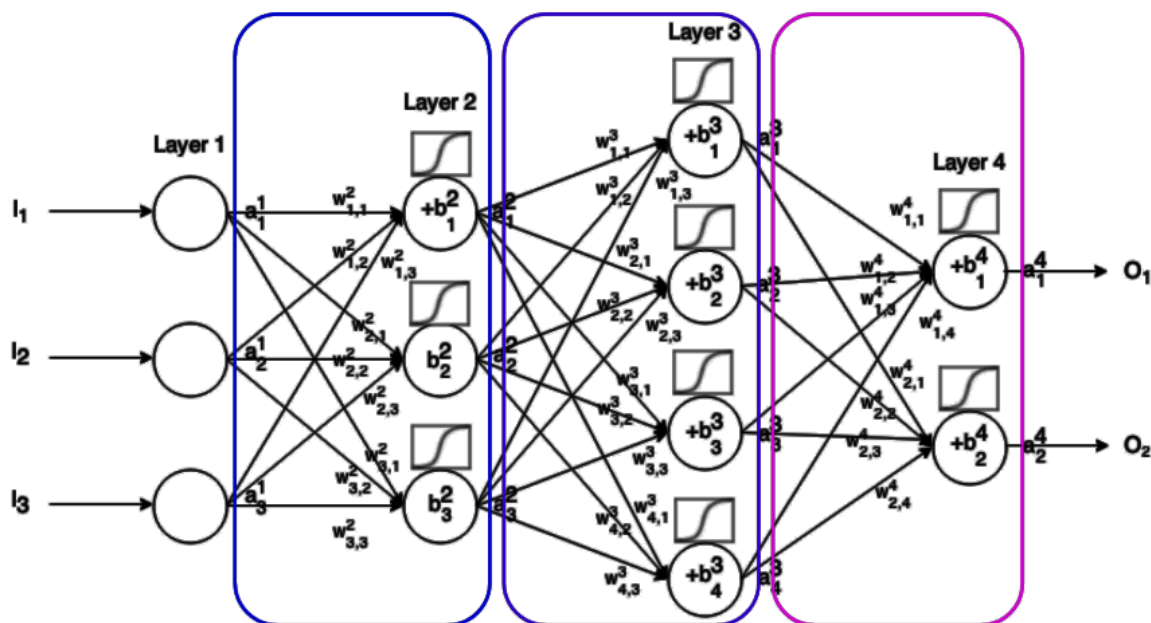 Layer 3
Layer 2
Layer 1
Layer 4
I₁
I₂
I₃
a¹₁
a¹₂
a¹₃
w²₁,₁
w²₁,₂
w²₁,₃
w²₂,₁
w²₂,₂
w²₂,₃
w²₃,₁
w²₃,₂
w²₃,₃
+b²₁
b²₂
b²₃
a²₁
a²₂
a²₃
w³₁,₁
w³₁,₂
w³₁,₃
w³₂,₁
w³₂,₂
w³₂,₃
w³₃,₁
w³₃,₂
w³₃,₃
w³₄,₁
w³₄,₂
w³₄,₃
+b³₁
+b³₂
+b³₃
+b³₄
a³₁
a³₂
a³₃
a³₄
w⁴₁,₁
w⁴₁,₂
w⁴₁,₃
w⁴₁,₄
w⁴₂,₁
w⁴₂,₂
w⁴₂,₃
w⁴₂,₄
+b⁴₁
+b⁴₂
a⁴₁
a⁴₂
O₁
O₂